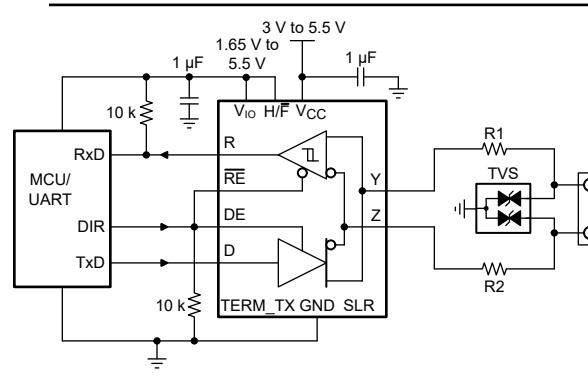 3 V to 5.5 V
1.65 V to
5.5 V
1 µF
1 µF
10 k
VIO H/F̅ VCC
R
RxD
R̅E̅
Y
R1
TVS
MCU/
UART
DIR
DE
Z
TxD
D
R2
10 k
TERM_TX GND SLR